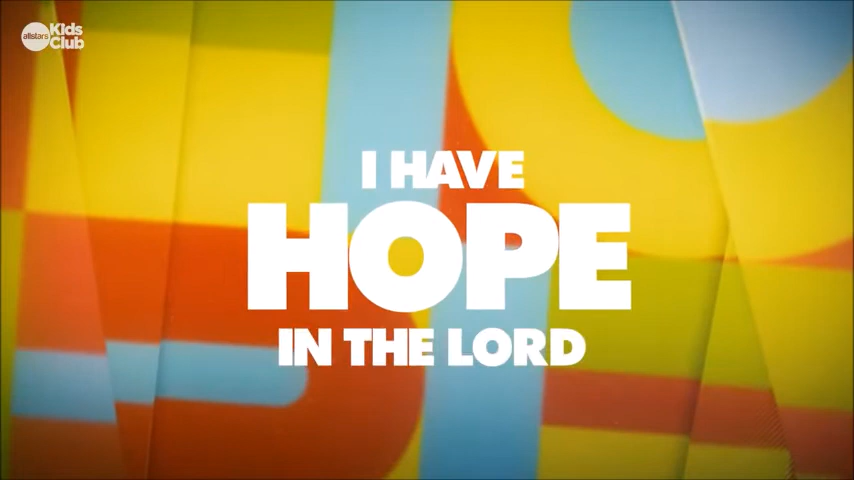 allstars
Kids
Club
I HAVE
HOPE
IN THE LORD